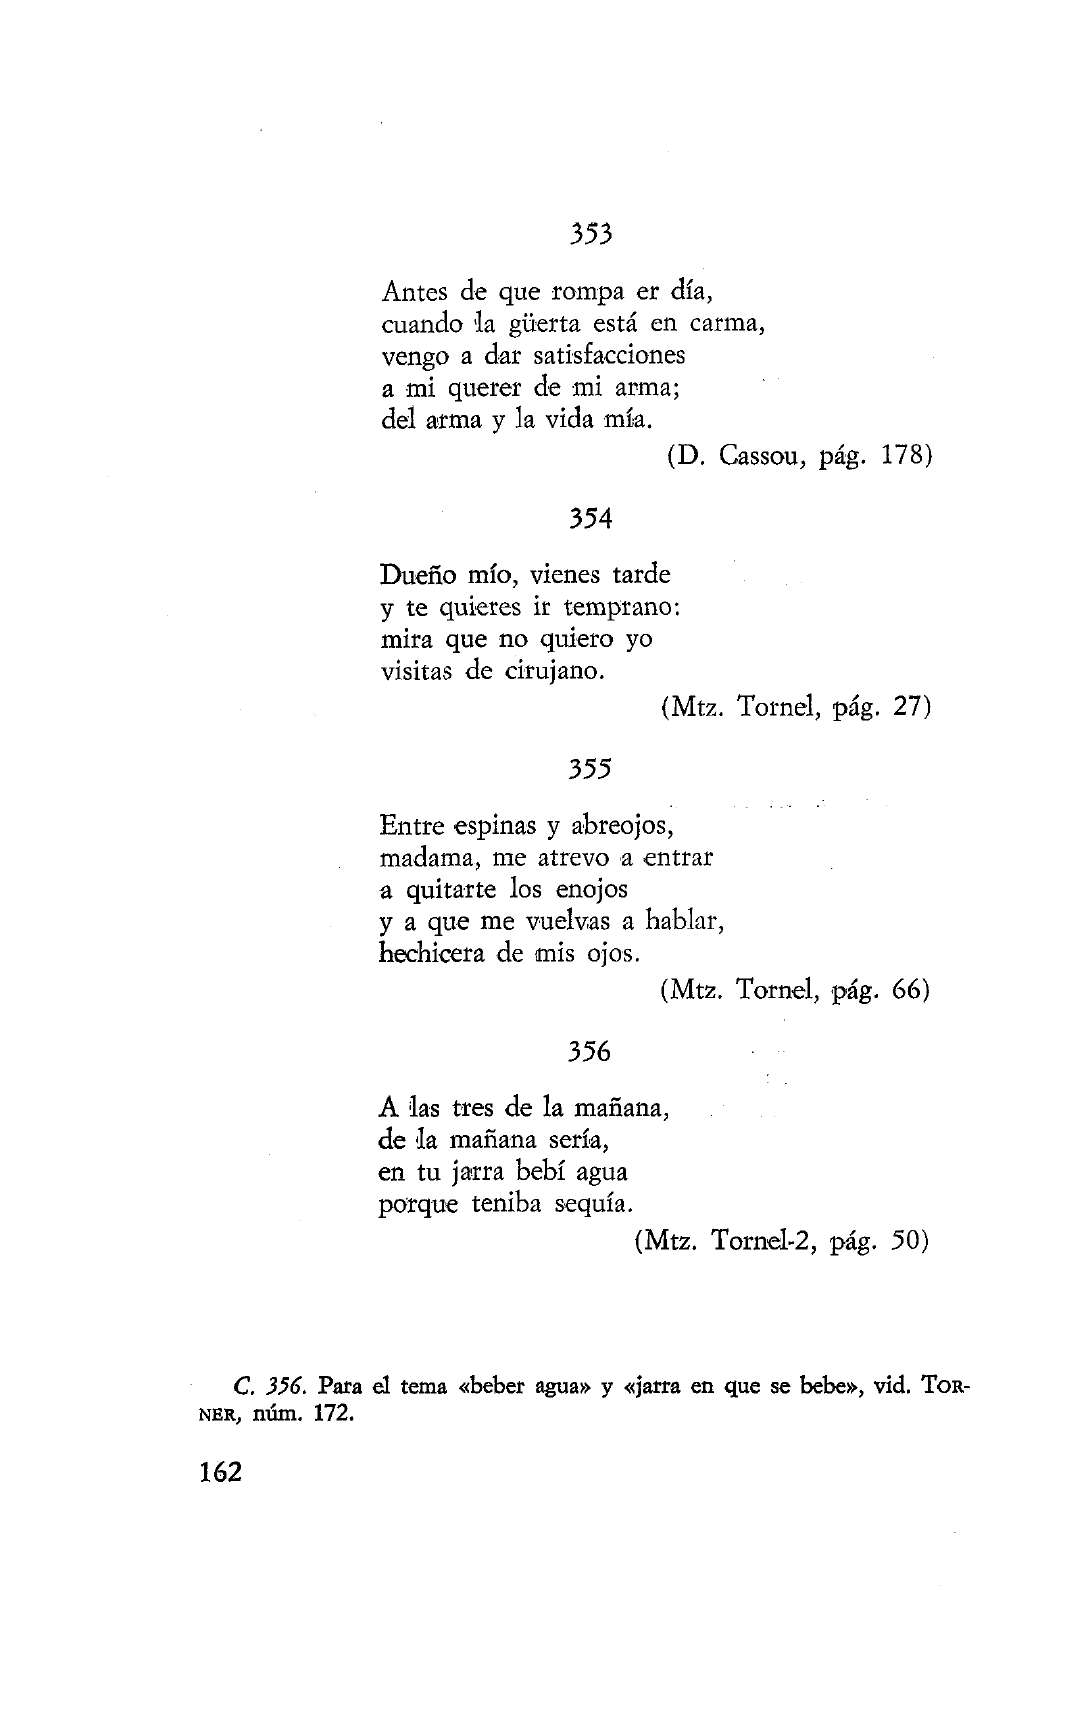 353
Antes de que rompa er día,
cuando la güerta está en carma,
vengo a dar satisfacciones
a mi querer de mi arma;
del arma y la vida mía.
(D. Cassou, pág. 178)
354
Dueño mío, vienes tarde
y te quieres ir temprano:
mira que no quiero yo
visitas de cirujano.
(Mtz. Tornel, pág. 27)
355
Entre espinas y abreojos,
madama, me atrevo a entrar
a quitarte los enojos
y a que me vuelvas a hablar,
hechicera de mis ojos.
(Mtz. Tornel, pág. 66)
356
A las tres de la mañana,
de la mañana sería,
en tu jarra bebí agua
porque teniba sequía.
(Mtz. Tornel-2, pág. 50)
C. 356. Para el tema «beber agua» y «jarra en que se bebe», vid. TOR-
NER, núm. 172.
162